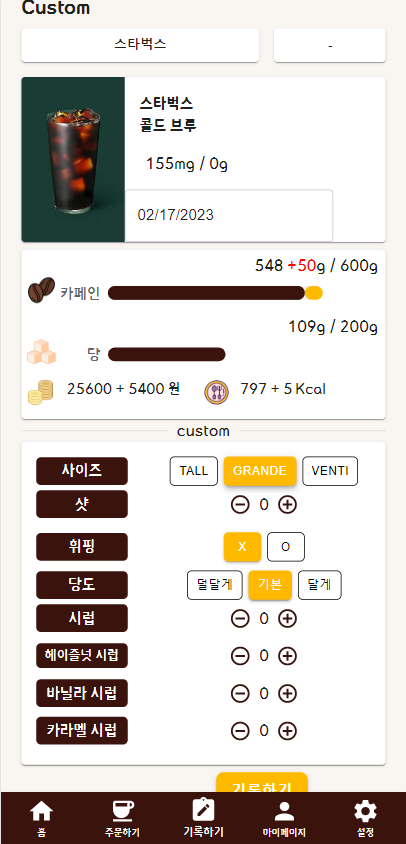 Custom
스타벅스 -
스타벅스
콜드 브루
155mg / 0g
02/17/2023
548 +50g / 600g
카페인
109g / 200g
당
25600 + 5400 원 797 + 5 Kcal
custom
사이즈 TALL GRANDE VENTI
샷 0
휘핑 X O
당도 덜달게 기본 달게
시럽 0
헤이즐넛 시럽 0
바닐라 시럽 0
카라멜 시럽 0
기록하기
홈 주문하기 기록하기 마이페이지 설정